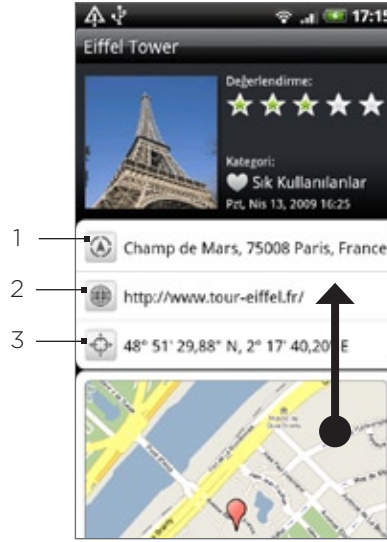 17:15
Eiffel Tower
Değerlendirme:
Kategori:
Sık Kullanılanlar
Pzt, Nis 13, 2009 16:25
1
Champ de Mars, 75008 Paris, France
2
http://www.tour-eiffel.fr/
3
48° 51' 29,88" N, 2° 17' 40,20" E